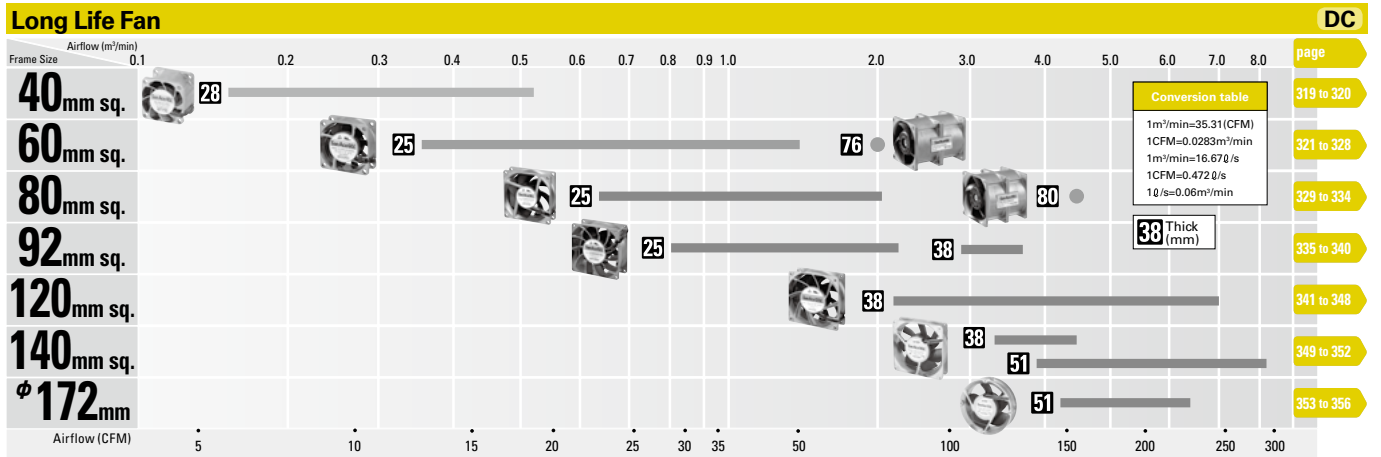 Long Life Fan DC
Airflow (m³/min)
Frame Size 0.1 0.2 0.3 0.4 0.5 0.6 0.7 0.8 0.9 1.0 2.0 3.0 4.0 5.0 6.0 7.0 8.0 page
40mm sq. 28 319 to 320
60mm sq. 25 76 321 to 328
80mm sq. 25 80 329 to 334
92mm sq. 25 38 335 to 340
120mm sq. 38 341 to 348
140mm sq. 38 51 349 to 352
φ172mm 51 353 to 356
Airflow (CFM) 5 10 15 20 25 30 35 50 100 150 200 250 300
Conversion table
1m³/min=35.31(CFM)
1CFM=0.0283m³/min
1m³/min=16.67ℓ/s
1CFM=0.472ℓ/s
1ℓ/s=0.06m³/min
38 Thick
(mm)